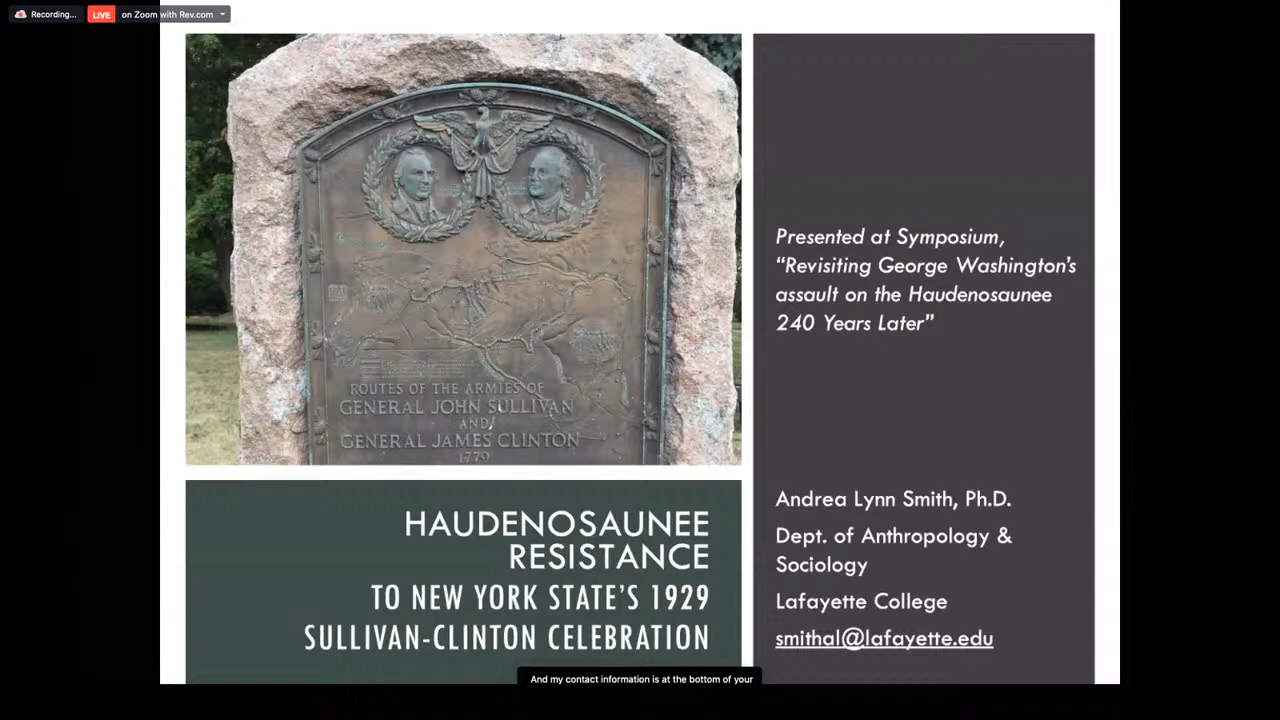 Recording...
LIVE
on Zoom with Rev.com
ROUTES OF THE ARMIES OF
GENERAL JOHN SULLIVAN
AND
GENERAL JAMES CLINTON
1779
HAUDENOSAUNEE
RESISTANCE
TO NEW YORK STATE'S 1929
SULLIVAN-CLINTON CELEBRATION
Presented at Symposium,
“Revisiting George Washington's
assault on the Haudenosaunee
240 Years Later”
Andrea Lynn Smith, Ph.D.
Dept. of Anthropology &
Sociology
Lafayette College
smithal@lafayette.edu
And my contact information is at the bottom of your